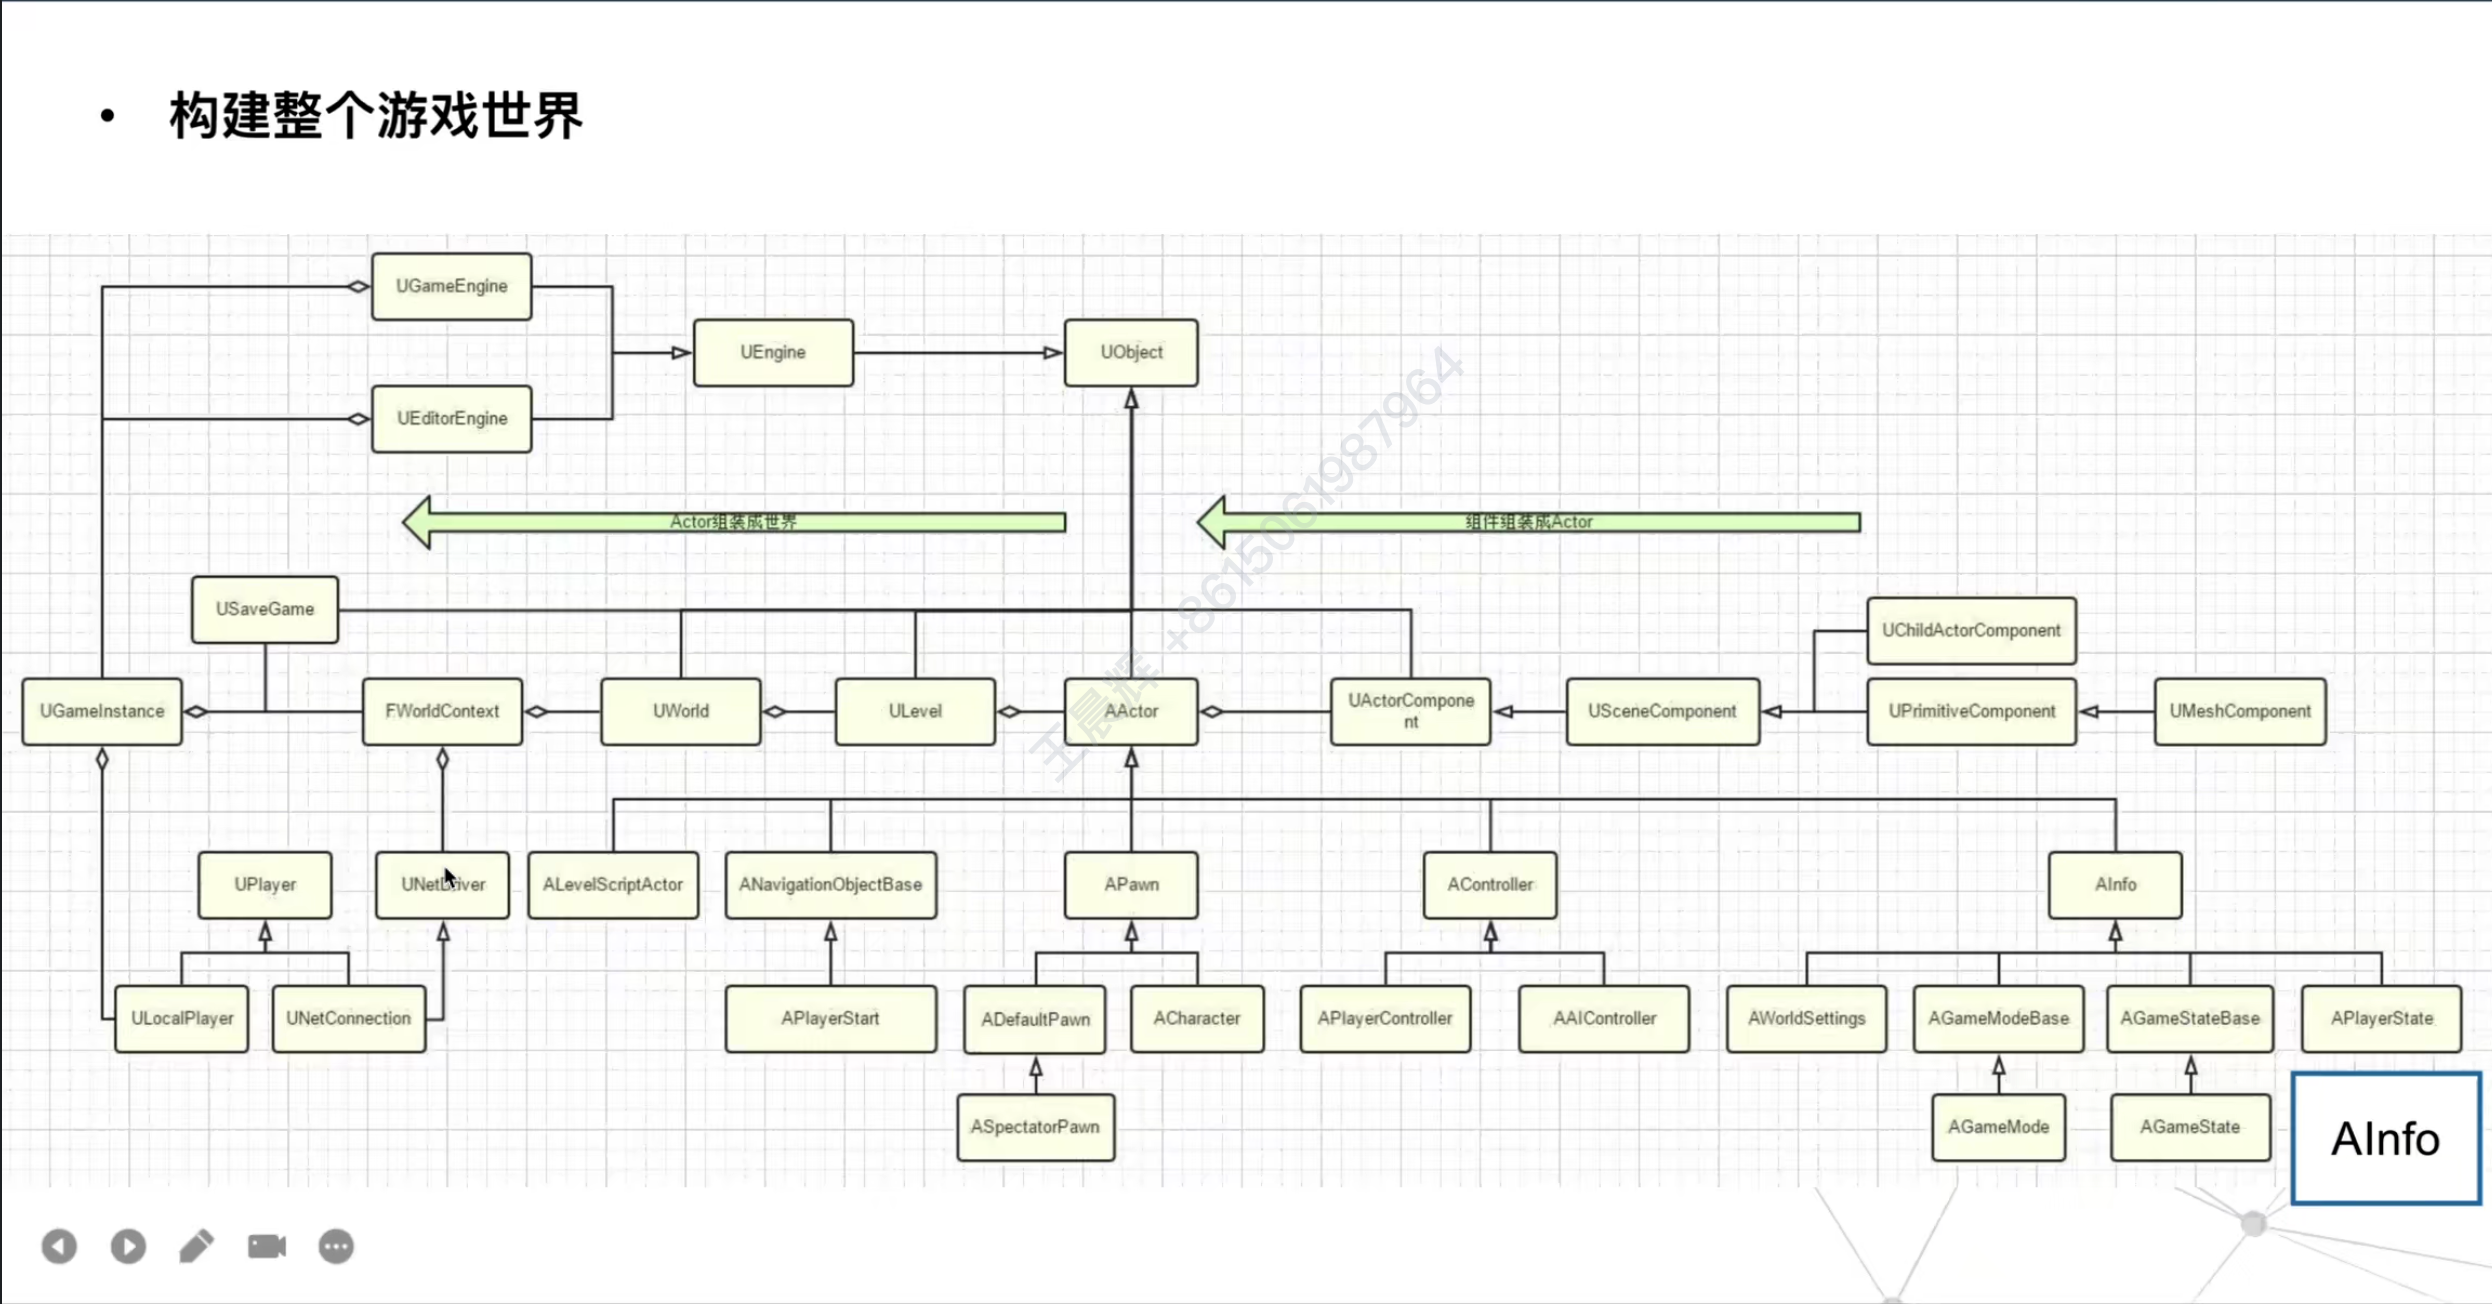 • 构建整个游戏世界
UGameEngine
UEngine
UObject
UEditorEngine
Actor组装成世界
组件组装成Actor
USaveGame
UChildActorComponent
UGameInstance
FWorldContext
UWorld
ULevel
AActor
UActorCompone
nt
USceneComponent
UPrimitiveComponent
UMeshComponent
王晨辉 +8615061987964
UPlayer
UNetDriver
ALevelScriptActor
ANavigationObjectBase
APawn
AController
AInfo
ULocalPlayer
UNetConnection
APlayerStart
ADefaultPawn
ACharacter
APlayerController
AAIController
AWorldSettings
AGameModeBase
AGameStateBase
APlayerState
ASpectatorPawn
AGameMode
AGameState
AInfo